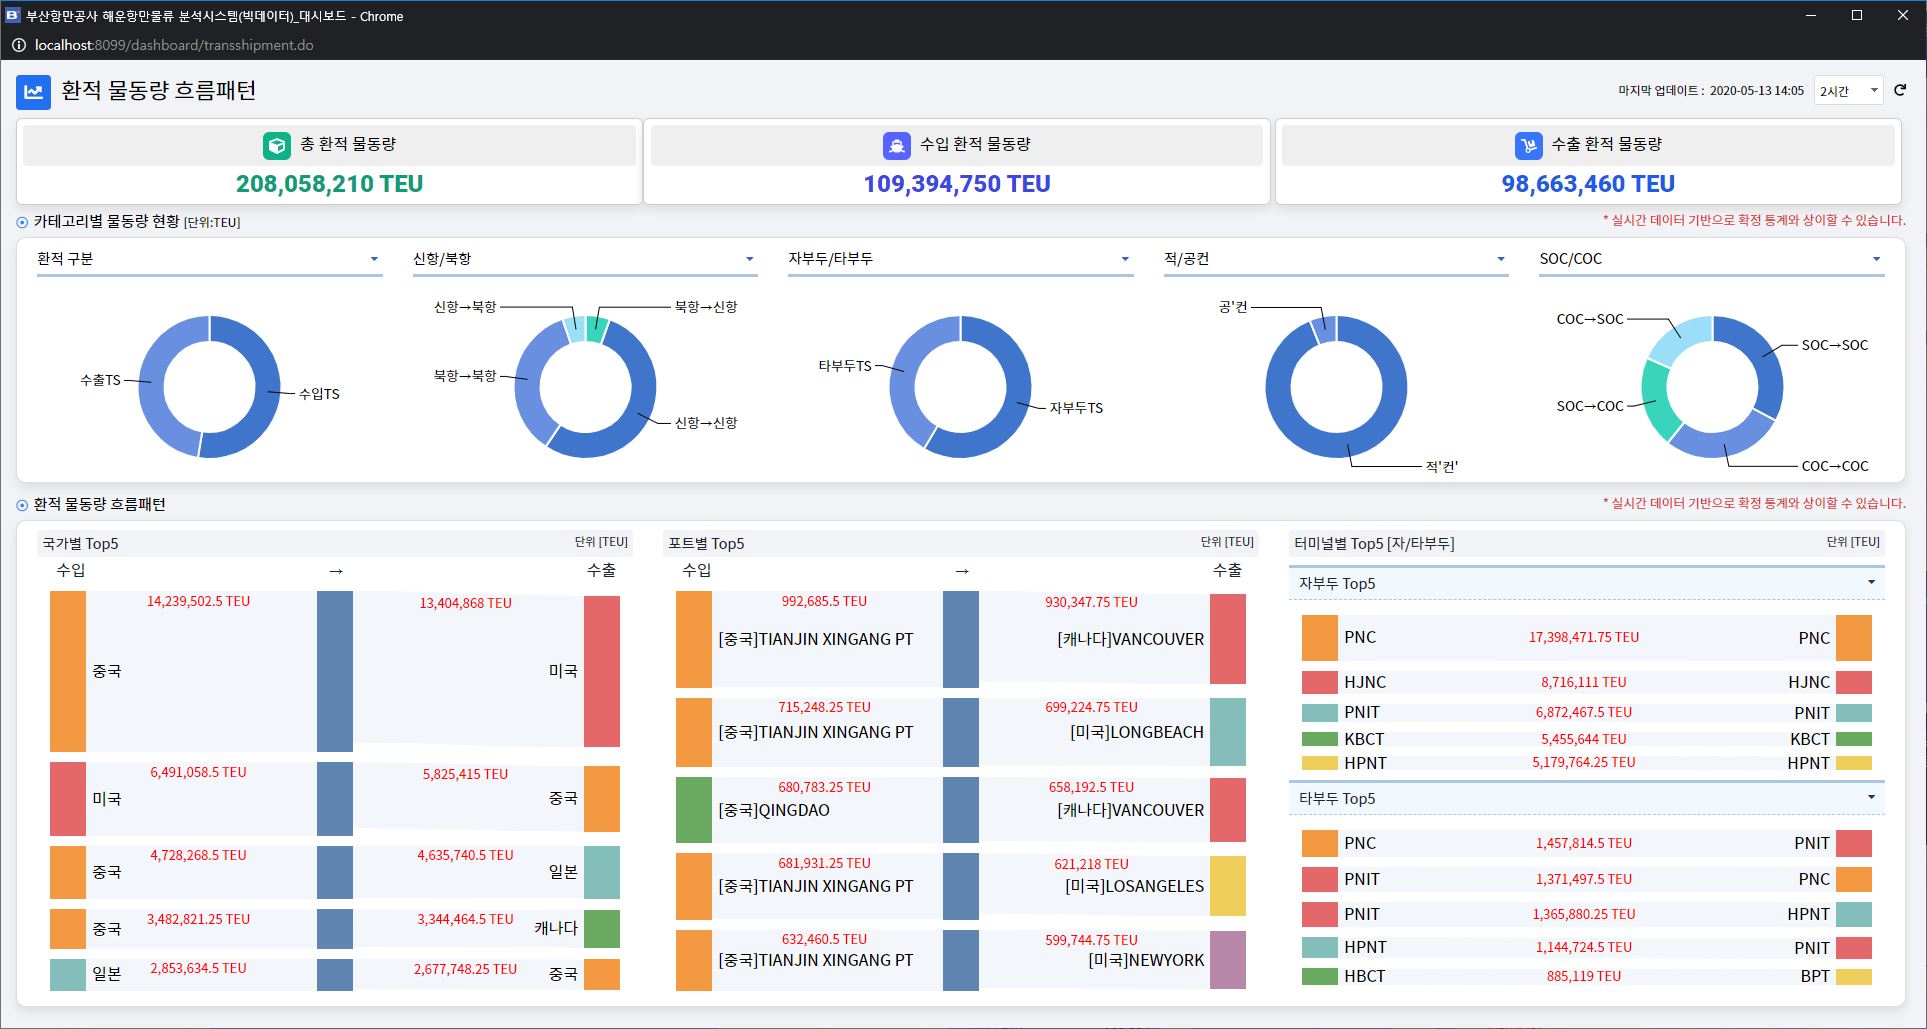 부산항만공사 해운항만물류 분석시스템(빅데이터)_대시보드 - Chrome
localhost:8099/dashboard/transshipment.do
환적 물동량 흐름패턴
마지막 업데이트 : 2020-05-13 14:05
2시간
총 환적 물동량
208,058,210 TEU
수입 환적 물동량
109,394,750 TEU
수출 환적 물동량
98,663,460 TEU
카테고리별 물동량 현황 [단위:TEU]
* 실시간 데이터 기반으로 확정 통계와 상이할 수 있습니다.
환적 구분
수출TS
수입TS
신항/북항
신항→북항
북항→신항
북항→북항
신항→신항
자부두/타부두
타부두TS
자부두TS
적/공컨
공'컨
적'컨'
SOC/COC
COC→SOC
SOC→SOC
SOC→COC
COC→COC
환적 물동량 흐름패턴
* 실시간 데이터 기반으로 확정 통계와 상이할 수 있습니다.
국가별 Top5 단위 [TEU]
수입 → 수출
14,239,502.5 TEU 13,404,868 TEU
중국 미국
6,491,058.5 TEU 5,825,415 TEU
미국 중국
4,728,268.5 TEU 4,635,740.5 TEU
중국 일본
3,482,821.25 TEU 3,344,464.5 TEU
중국 캐나다
2,853,634.5 TEU 2,677,748.25 TEU
일본 중국
포트별 Top5 단위 [TEU]
수입 → 수출
992,685.5 TEU 930,347.75 TEU
[중국]TIANJIN XINGANG PT [캐나다]VANCOUVER
715,248.25 TEU 699,224.75 TEU
[중국]TIANJIN XINGANG PT [미국]LONGBEACH
680,783.25 TEU 658,192.5 TEU
[중국]QINGDAO [캐나다]VANCOUVER
681,931.25 TEU 621,218 TEU
[중국]TIANJIN XINGANG PT [미국]LOSANGELES
632,460.5 TEU 599,744.75 TEU
[중국]TIANJIN XINGANG PT [미국]NEWYORK
터미널별 Top5 [자/타부두] 단위 [TEU]
자부두 Top5
PNC 17,398,471.75 TEU PNC
HJNC 8,716,111 TEU HJNC
PNIT 6,872,467.5 TEU PNIT
KBCT 5,455,644 TEU KBCT
HPNT 5,179,764.25 TEU HPNT
타부두 Top5
PNC 1,457,814.5 TEU PNIT
PNIT 1,371,497.5 TEU PNC
PNIT 1,365,880.25 TEU HPNT
HPNT 1,144,724.5 TEU PNIT
HBCT 885,119 TEU BPT